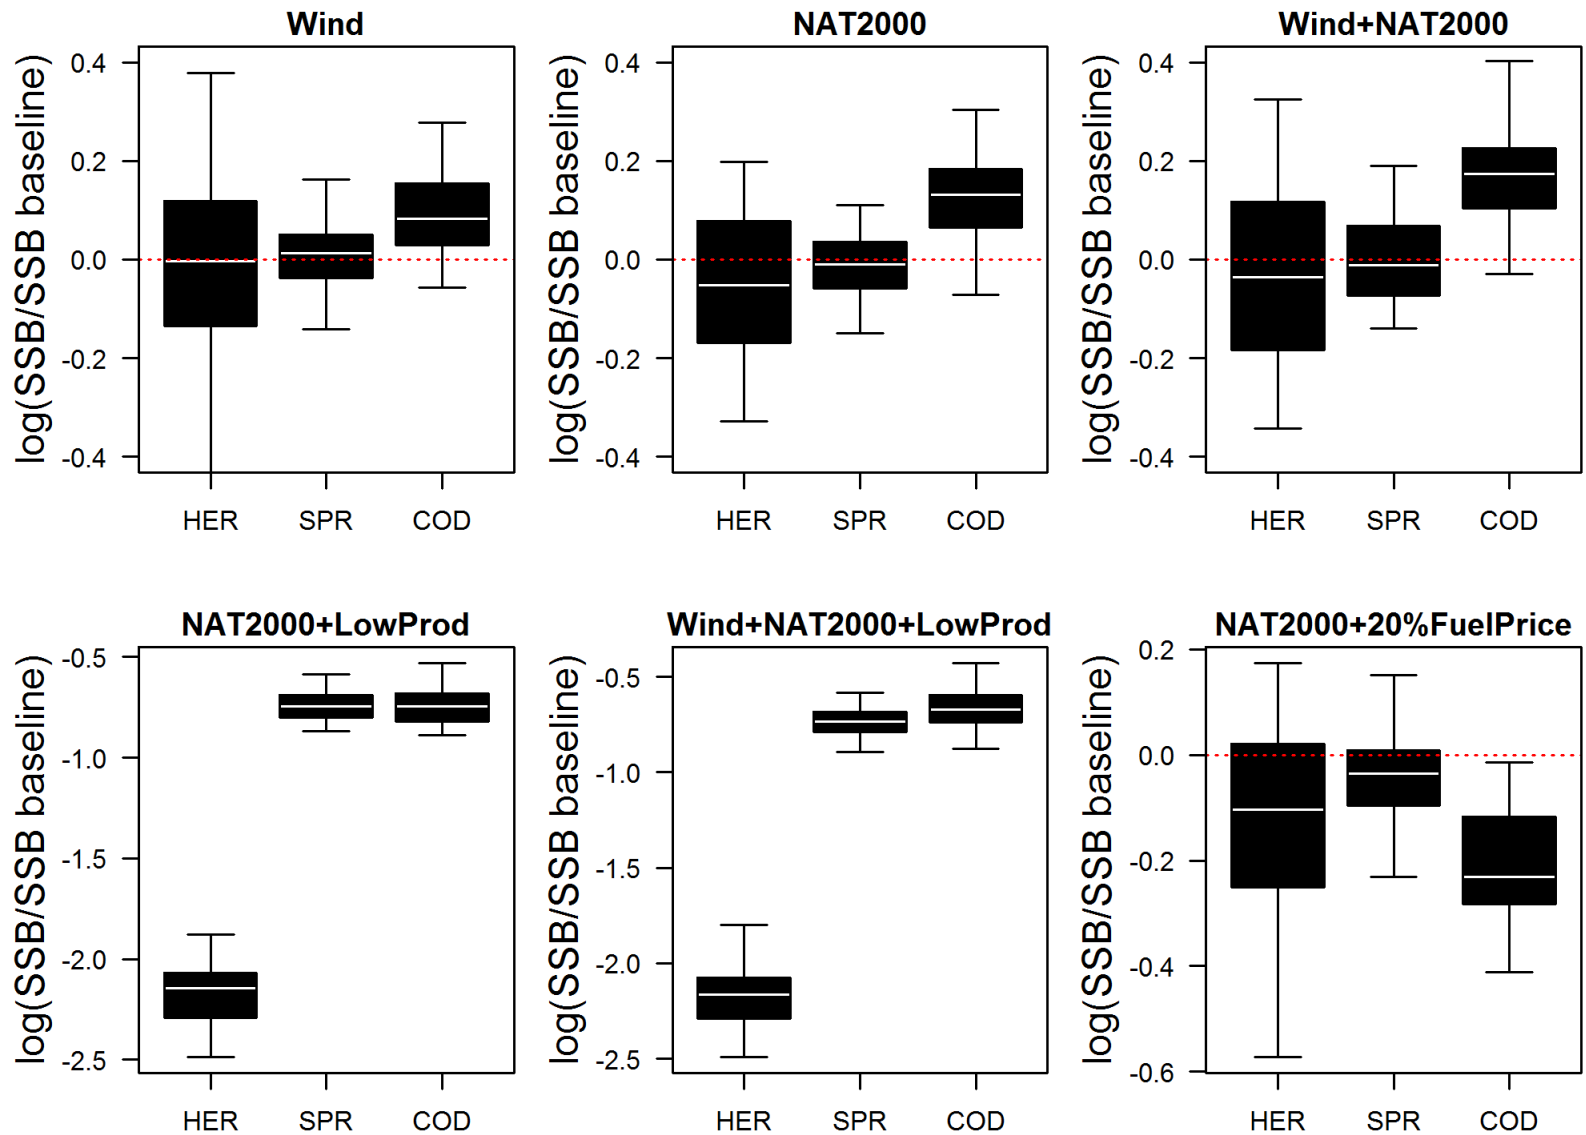 Wind
log(SSB/SSB baseline)
0.4
0.2
0.0
-0.2
-0.4
HER SPR COD
NAT2000
log(SSB/SSB baseline)
0.4
0.2
0.0
-0.2
-0.4
HER SPR COD
Wind+NAT2000
log(SSB/SSB baseline)
0.4
0.2
0.0
-0.2
-0.4
HER SPR COD
NAT2000+LowProd
log(SSB/SSB baseline)
-0.5
-1.0
-1.5
-2.0
-2.5
HER SPR COD
Wind+NAT2000+LowProd
log(SSB/SSB baseline)
-0.5
-1.0
-1.5
-2.0
-2.5
HER SPR COD
NAT2000+20%FuelPrice
log(SSB/SSB baseline)
0.2
0.0
-0.2
-0.4
-0.6
HER SPR COD